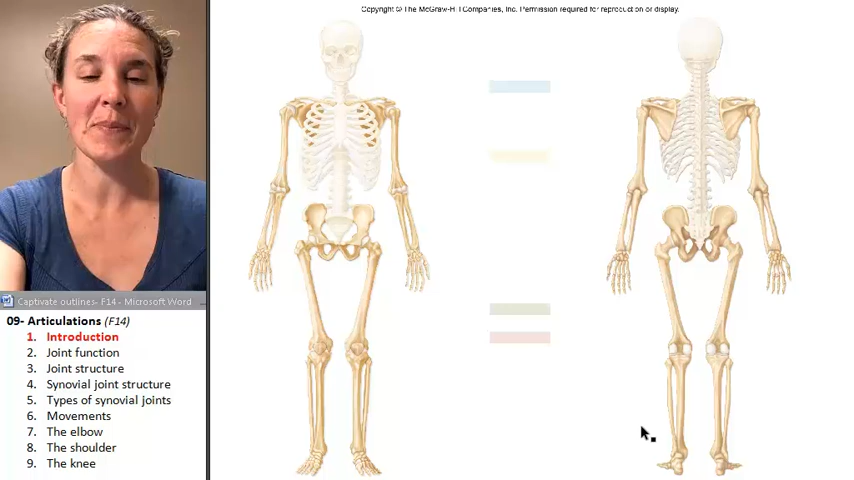 Copyright © The McGraw-Hill Companies, Inc. Permission required for reproduction or display.
Captivate outlines- F14 - Microsoft Word
09- Articulations (F14)
1. Introduction
2. Joint function
3. Joint structure
4. Synovial joint structure
5. Types of synovial joints
6. Movements
7. The elbow
8. The shoulder
9. The knee